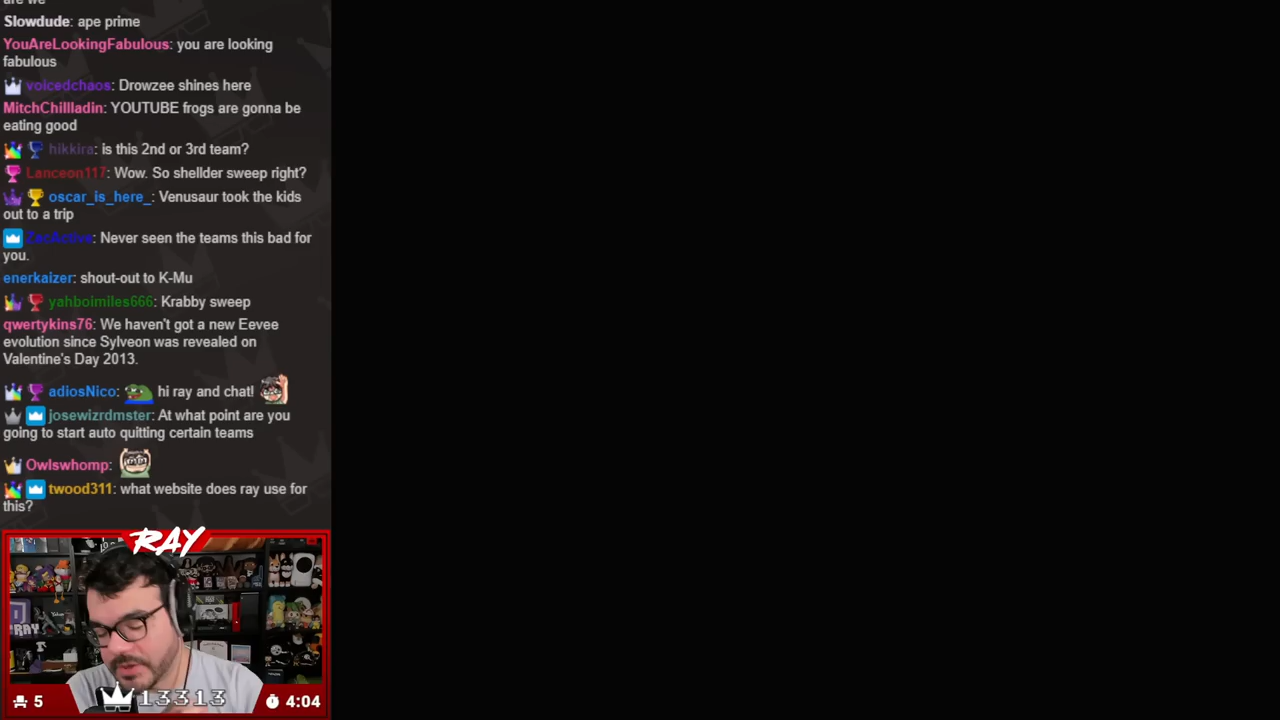 are we
Slowdude: ape prime
YouAreLookingFabulous: you are looking
fabulous
voicedchaos: Drowzee shines here
MitchChillladin: YOUTUBE frogs are gonna be
eating good
hikkira: is this 2nd or 3rd team?
Lanceon117: Wow. So shellder sweep right?
oscar_is_here_: Venusaur took the kids
out to a trip
ZacActive: Never seen the teams this bad for
you.
enerkaizer: shout-out to K-Mu
yahboimiles666: Krabby sweep
qwertykins76: We haven't got a new Eevee
evolution since Sylveon was revealed on
Valentine's Day 2013.
adiosNico: hi ray and chat!
josewizrdmster: At what point are you
going to start auto quitting certain teams
Owlswhomp:
twood311: what website does ray use for
this?
RAY
RAY
5
13313
4:04